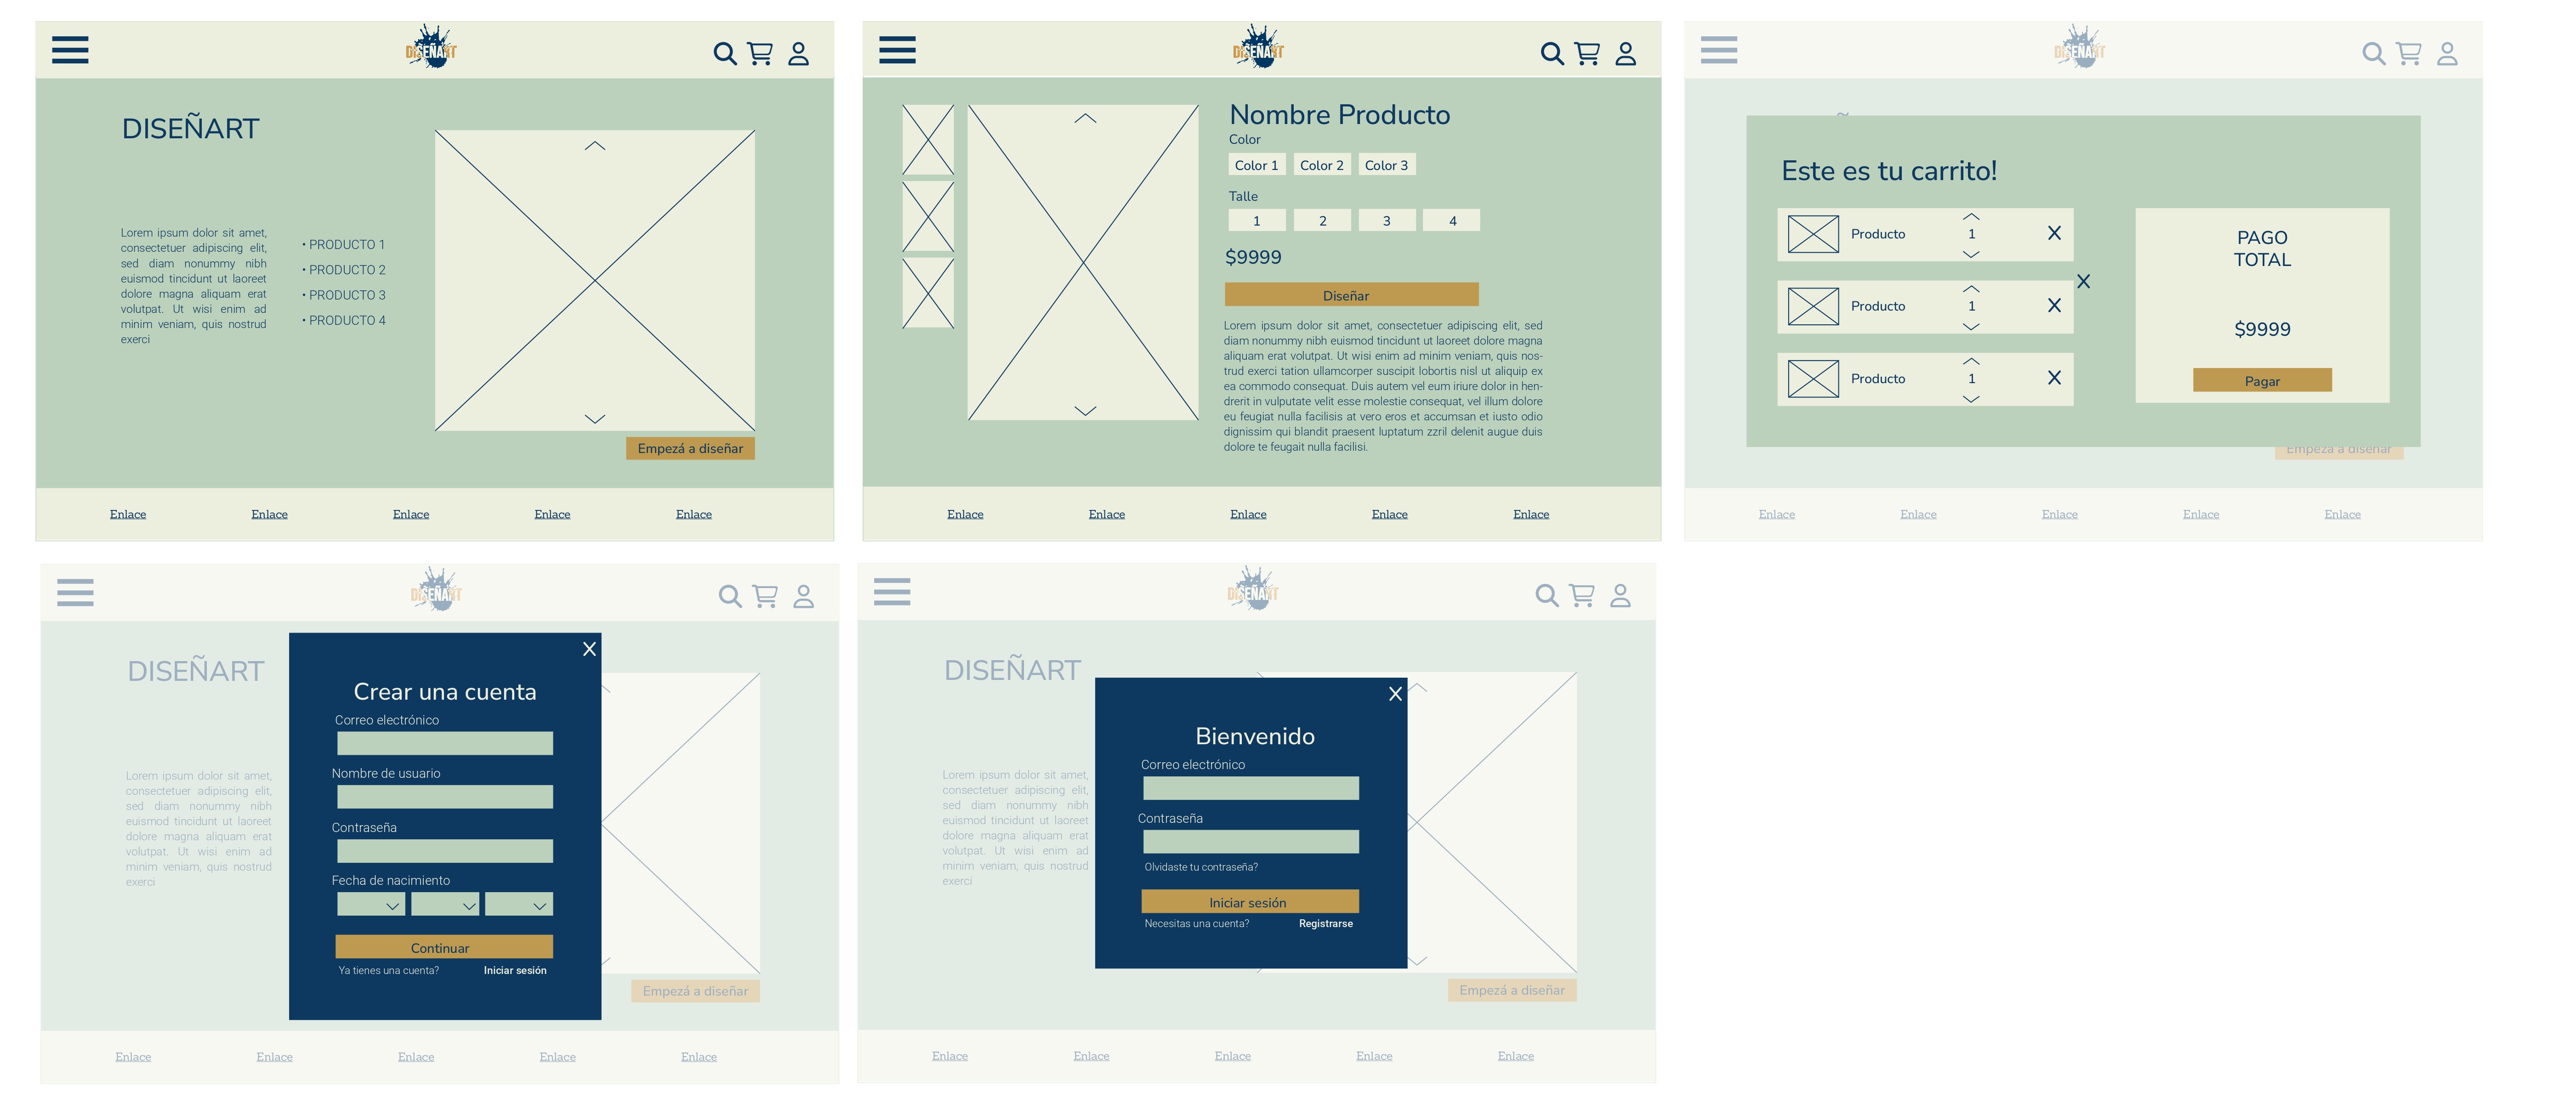 DISEÑART
DISEÑART
Lorem ipsum dolor sit amet,
consectetuer adipiscing elit,
sed diam nonummy nibh
euismod tincidunt ut laoreet
dolore magna aliquam erat
volutpat. Ut wisi enim ad
minim veniam, quis nostrud
exerci
• PRODUCTO 1
• PRODUCTO 2
• PRODUCTO 3
• PRODUCTO 4
Empezá a diseñar
Enlace Enlace Enlace Enlace Enlace
DISEÑART
Nombre Producto
Color
Color 1 Color 2 Color 3
Talle
1 2 3 4
$9999
Diseñar
Lorem ipsum dolor sit amet, consectetuer adipiscing elit, sed
diam nonummy nibh euismod tincidunt ut laoreet dolore magna
aliquam erat volutpat. Ut wisi enim ad minim veniam, quis nos-
trud exerci tation ullamcorper suscipit lobortis nisl ut aliquip ex
ea commodo consequat. Duis autem vel eum iriure dolor in hen-
drerit in vulputate velit esse molestie consequat, vel illum dolore
eu feugiat nulla facilisis at vero eros et accumsan et iusto odio
dignissim qui blandit praesent luptatum zzril delenit augue duis
dolore te feugait nulla facilisi.
Enlace Enlace Enlace Enlace Enlace
DISEÑART
Este es tu carrito!
Producto 1 X
X
Producto 1 X
Producto 1 X
PAGO
TOTAL
$9999
Pagar
Empezá a diseñar
Enlace Enlace Enlace Enlace Enlace
DISEÑART
DISEÑART
Lorem ipsum dolor sit amet,
consectetuer adipiscing elit,
sed diam nonummy nibh
euismod tincidunt ut laoreet
dolore magna aliquam erat
volutpat. Ut wisi enim ad
minim veniam, quis nostrud
exerci
X
Crear una cuenta
Correo electrónico
Nombre de usuario
Contraseña
Fecha de nacimiento
Continuar
Ya tienes una cuenta? Iniciar sesión
Empezá a diseñar
Enlace Enlace Enlace Enlace Enlace
DISEÑART
DISEÑART
Lorem ipsum dolor sit amet,
consectetuer adipiscing elit,
sed diam nonummy nibh
euismod tincidunt ut laoreet
dolore magna aliquam erat
volutpat. Ut wisi enim ad
minim veniam, quis nostrud
exerci
X
Bienvenido
Correo electrónico
Contraseña
Olvidaste tu contraseña?
Iniciar sesión
Necesitas una cuenta? Registrarse
Empezá a diseñar
Enlace Enlace Enlace Enlace Enlace